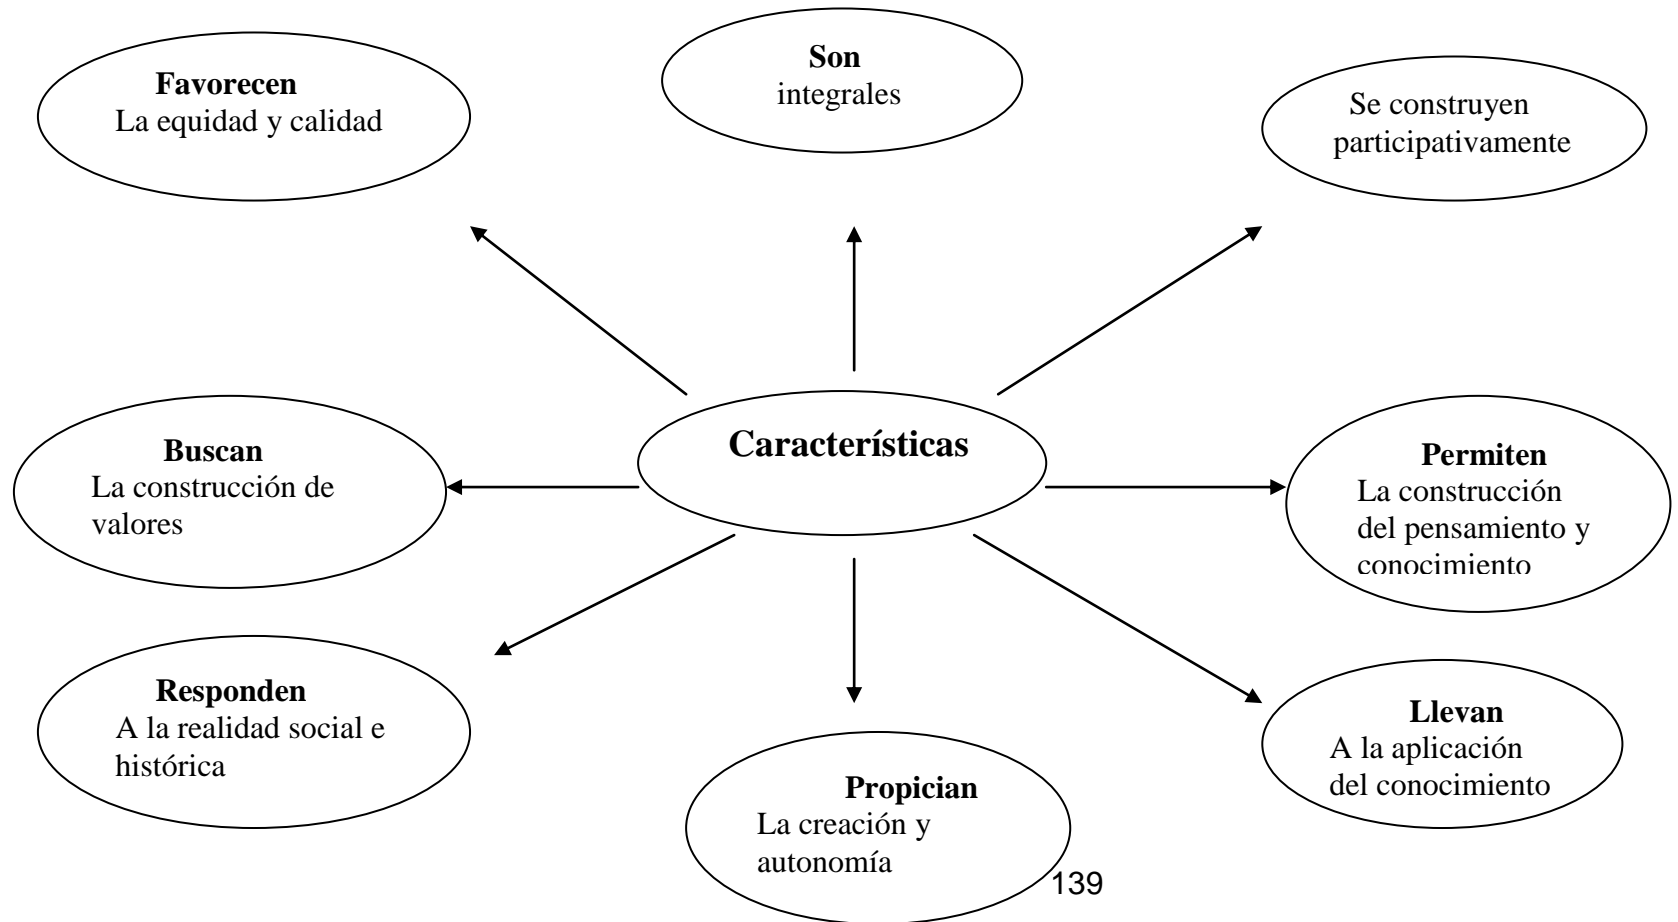 Favorecen
La equidad y calidad
Son
integrales
Se construyen
participativamente
Características
Buscan
La construcción de
valores
Permiten
La construcción
del pensamiento y
conocimiento
Responden
A la realidad social e
histórica
Propician
La creación y
autonomía
Llevan
A la aplicación
del conocimiento
139